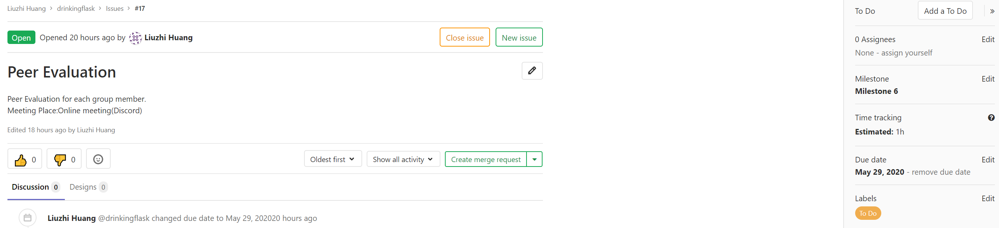 Liuzhi Huang > drinkingflask > Issues > #17
Open Opened 20 hours ago by Liuzhi Huang
Close issue New issue
Peer Evaluation
Peer Evaluation for each group member.
Meeting Place:Online meeting(Discord)
Edited 18 hours ago by Liuzhi Huang
0 0 Oldest first Show all activity Create merge request
Discussion 0 Designs 0
Liuzhi Huang @drinkingflask changed due date to May 29, 202020 hours ago
To Do Add a To Do »
0 Assignees Edit
None - assign yourself
Milestone Edit
Milestone 6
Time tracking ?
Estimated: 1h
Due date Edit
May 29, 2020 - remove due date
Labels Edit
To Do